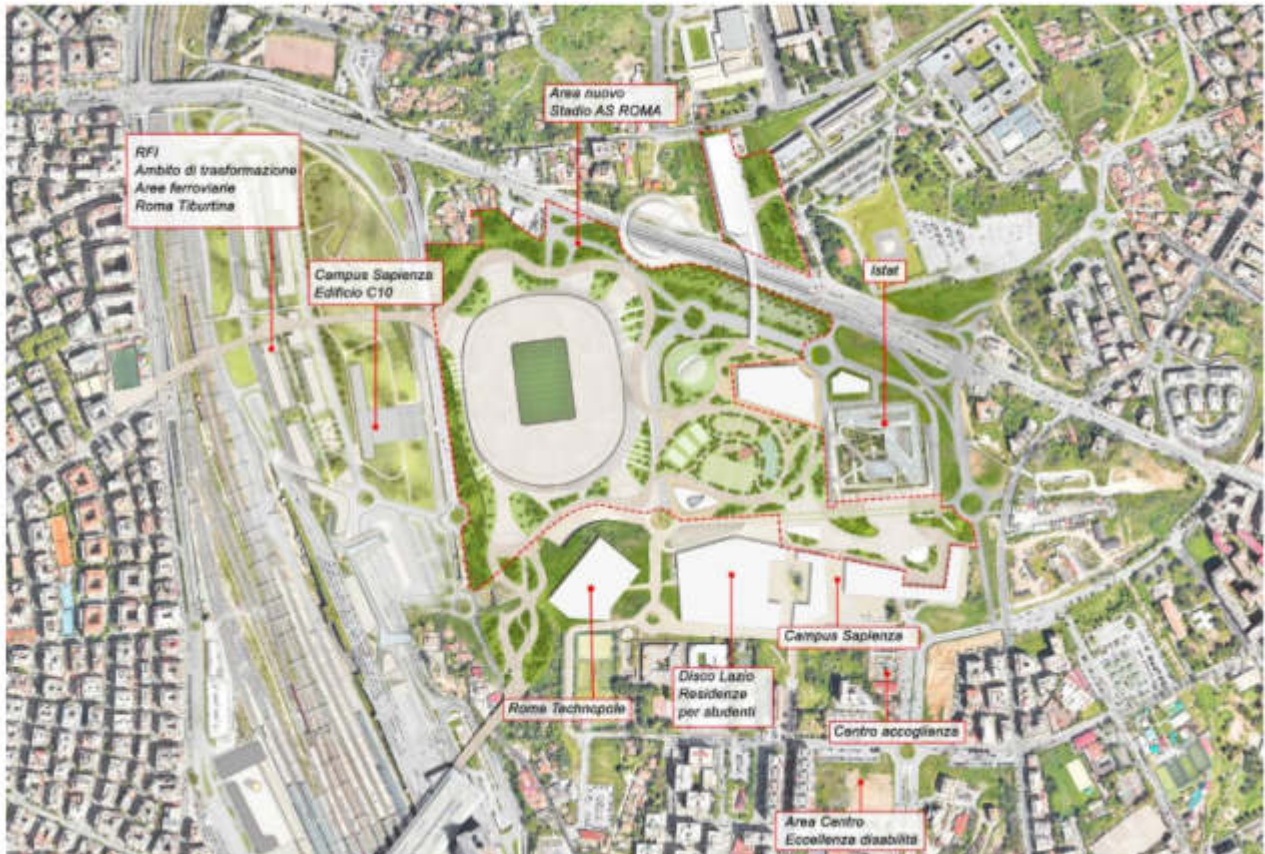 Area nuovo
Stadio AS ROMA
RFI
Ambito di trasformazione
Aree ferroviarie
Roma Tiburtina
Campus Sapienza
Edificio C10
Istat
Campus Sapienza
Disco Lazio
Residenze
per studenti
Roma Technopole
Centro accoglienza
Area Centro
Eccellenza disabilità